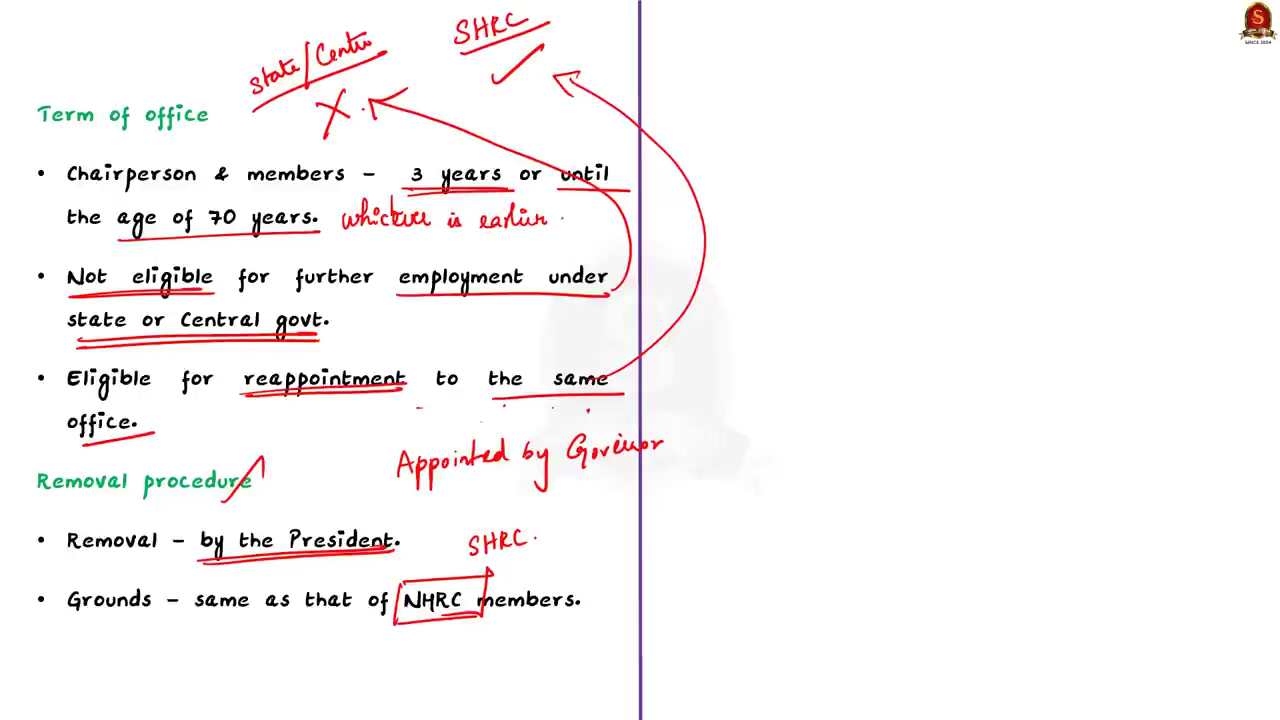 SHRC
State/Centre
S
SINCE 2004
Term of office
• Chairperson & members – 3 years or until
the age of 70 years. whichever is earlier
• Not eligible for further employment under
state or Central govt.
• Eligible for reappointment to the same
office.
Appointed by Governor
Removal procedure
• Removal – by the President.
SHRC.
• Grounds – same as that of NHRC members.